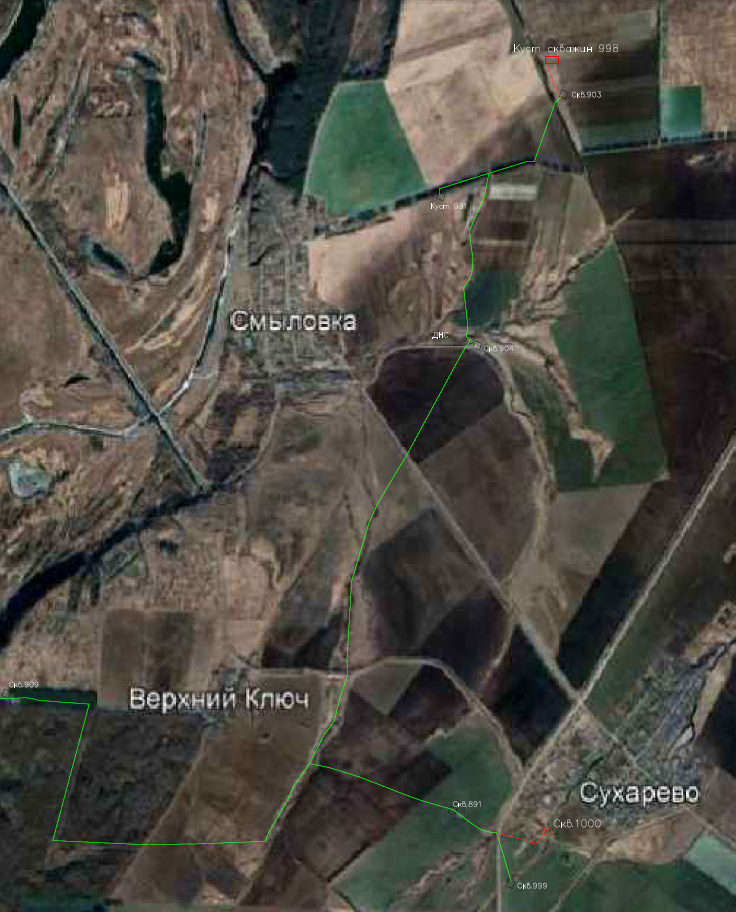 Куст скважин 998
Скв.903
Куст 931
Смыловка
ДНС
Скв.904
Скв.909
Верхний Ключ
Сухарево
Скв.891
Скв.1000
Скв.999